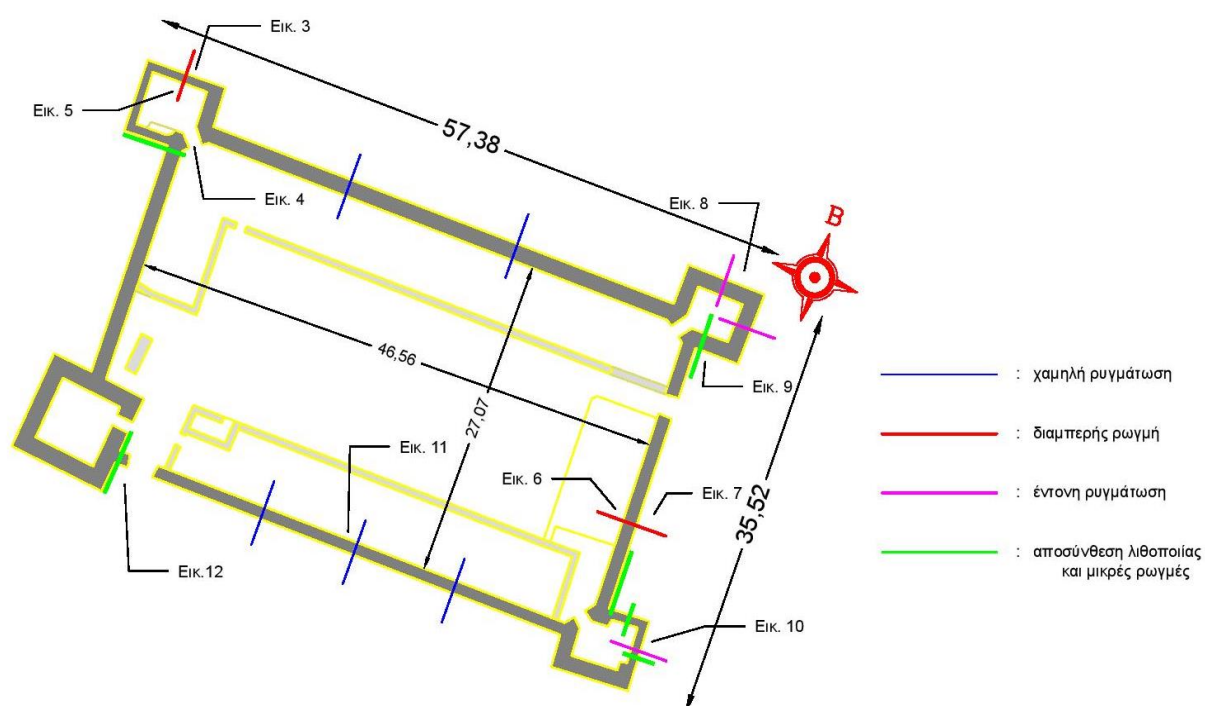 Εικ. 3
57,38
Εικ. 5
Εικ. 4
Εικ. 8
Β
46,56
27,07
Εικ. 9
35,52
Εικ. 11
Εικ. 6
Εικ. 7
Εικ.12
Εικ. 10
: χαμηλή ρυγμάτωση
: διαμπερής ρωγμή
: έντονη ρυγμάτωση
: αποσύνθεση λιθοποιίας
και μικρές ρωγμές